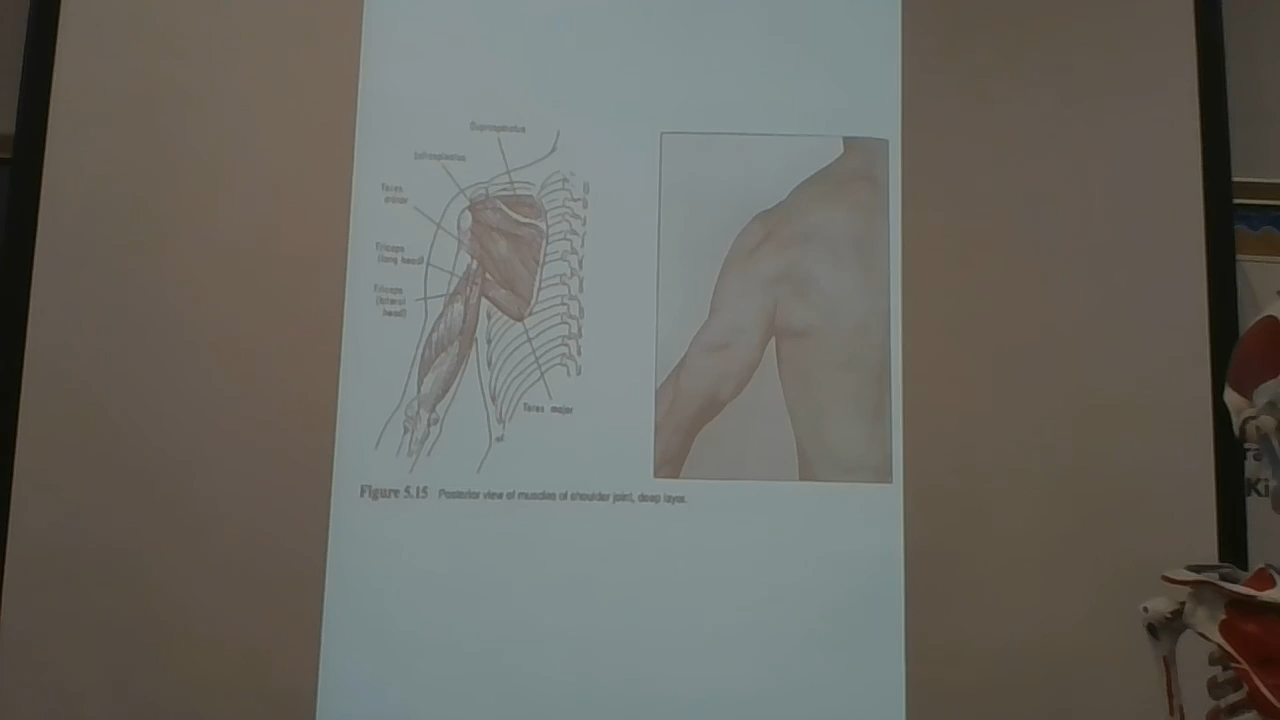 Supraspinatus
Infraspinatus
Teres
minor
Triceps
(long head)
Triceps
(lateral
head)
Teres major
Figure 5.15 Posterior view of muscles of shoulder joint, deep layer.
Ki